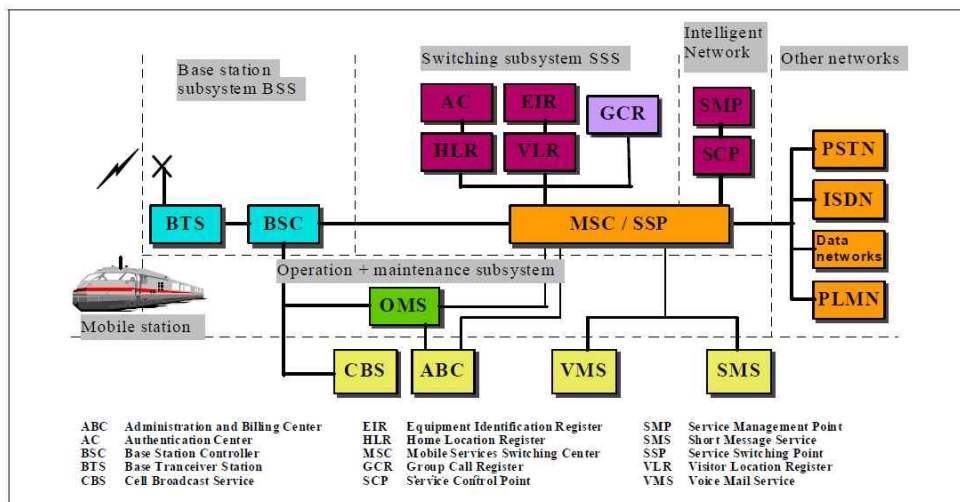 Base station
subsystem BSS
Switching subsystem SSS
Intelligent
Network
Other networks
AC
EIR
GCR
SMP
HLR
VLR
SCP
PSTN
ISDN
Data
networks
PLMN
BTS
BSC
MSC / SSP
Operation + maintenance subsystem
OMS
Mobile station
CBS
ABC
VMS
SMS
ABC Administration and Billing Center
AC Authentication Center
BSC Base Station Controller
BTS Base Tranceiver Station
CBS Cell Broadcast Service
EIR Equipment Identification Register
HLR Home Location Register
MSC Mobile Services Switching Center
GCR Group Call Register
SCP Service Control Point
SMP Service Management Point
SMS Short Message Service
SSP Service Switching Point
VLR Visitor Location Register
VMS Voice Mail Service